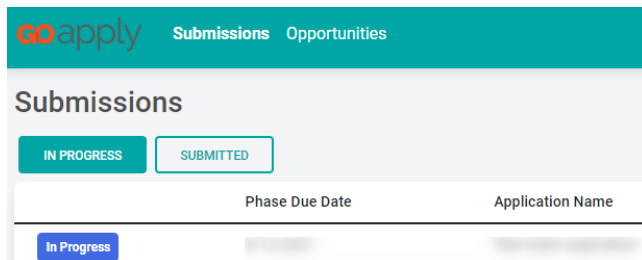 GOapply Submissions Opportunities
Submissions
IN PROGRESS SUBMITTED
Phase Due Date Application Name
In Progress